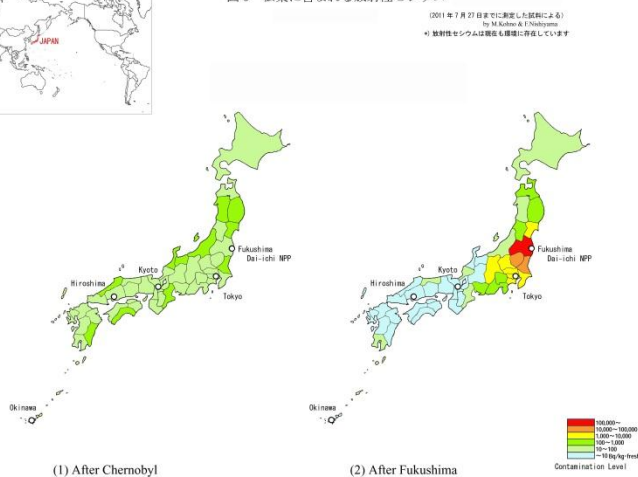 JAPAN
(2011 年 7 月 27 日までに測定した試料による)
by M.Kohno & F.Nishiyama
*) 放射性セシウムは現在も環境に存在しています
Fukushima
Dai-ichi NPP
Kyoto
Hiroshima
Tokyo
Okinawa
(1) After Chernobyl
Fukushima
Dai-ichi NPP
Kyoto
Hiroshima
Tokyo
Okinawa
(2) After Fukushima
100,000~
10,000~100,000
1,000~10,000
100~1,000
10~100
~10 Bq/kg-fresh
Contamination Level